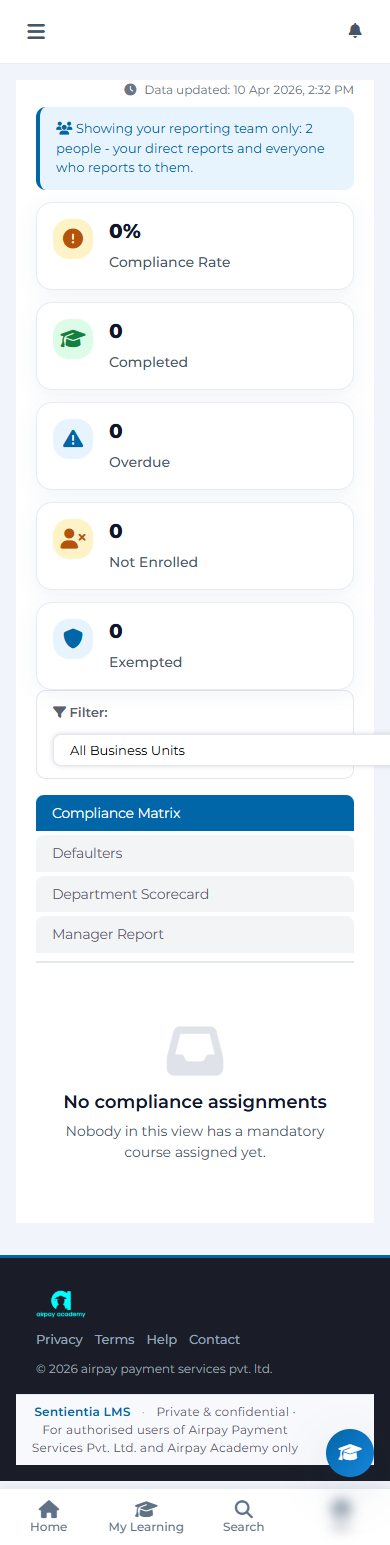 Data updated: 10 Apr 2026, 2:32 PM
Showing your reporting team only: 2
people - your direct reports and everyone
who reports to them.
0%
Compliance Rate
0
Completed
0
Overdue
0
Not Enrolled
0
Exempted
Filter:
All Business Units
Compliance Matrix
Defaulters
Department Scorecard
Manager Report
No compliance assignments
Nobody in this view has a mandatory
course assigned yet.
airpay academy
Privacy Terms Help Contact
© 2026 airpay payment services pvt. ltd.
Sentientia LMS · Private & confidential ·
For authorised users of Airpay Payment
Services Pvt. Ltd. and Airpay Academy only
Home My Learning Search